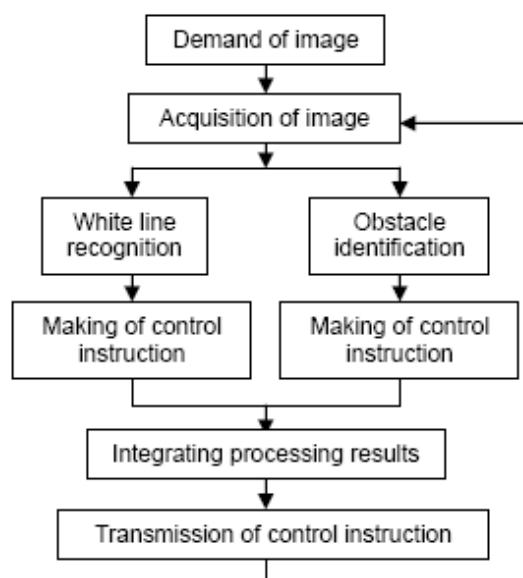 Demand of image
Acquisition of image
White line
recognition
Obstacle
identification
Making of control
instruction
Making of control
instruction
Integrating processing results
Transmission of control instruction